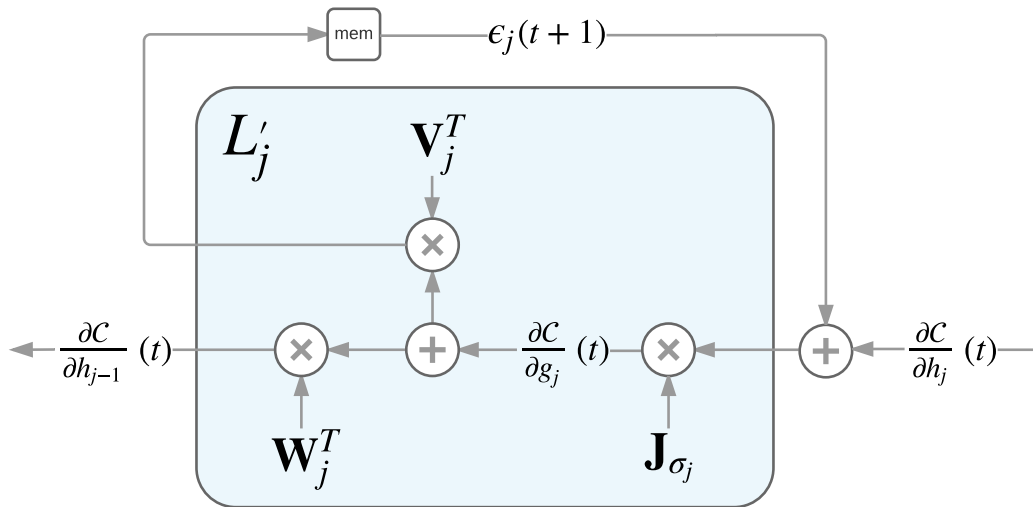 mem
ϵ_j(t + 1)
L'_j
V_j^T
∂C/∂h_{j−1} (t)
∂C/∂g_j (t)
∂C/∂h_j (t)
W_j^T
J_{σ_j}